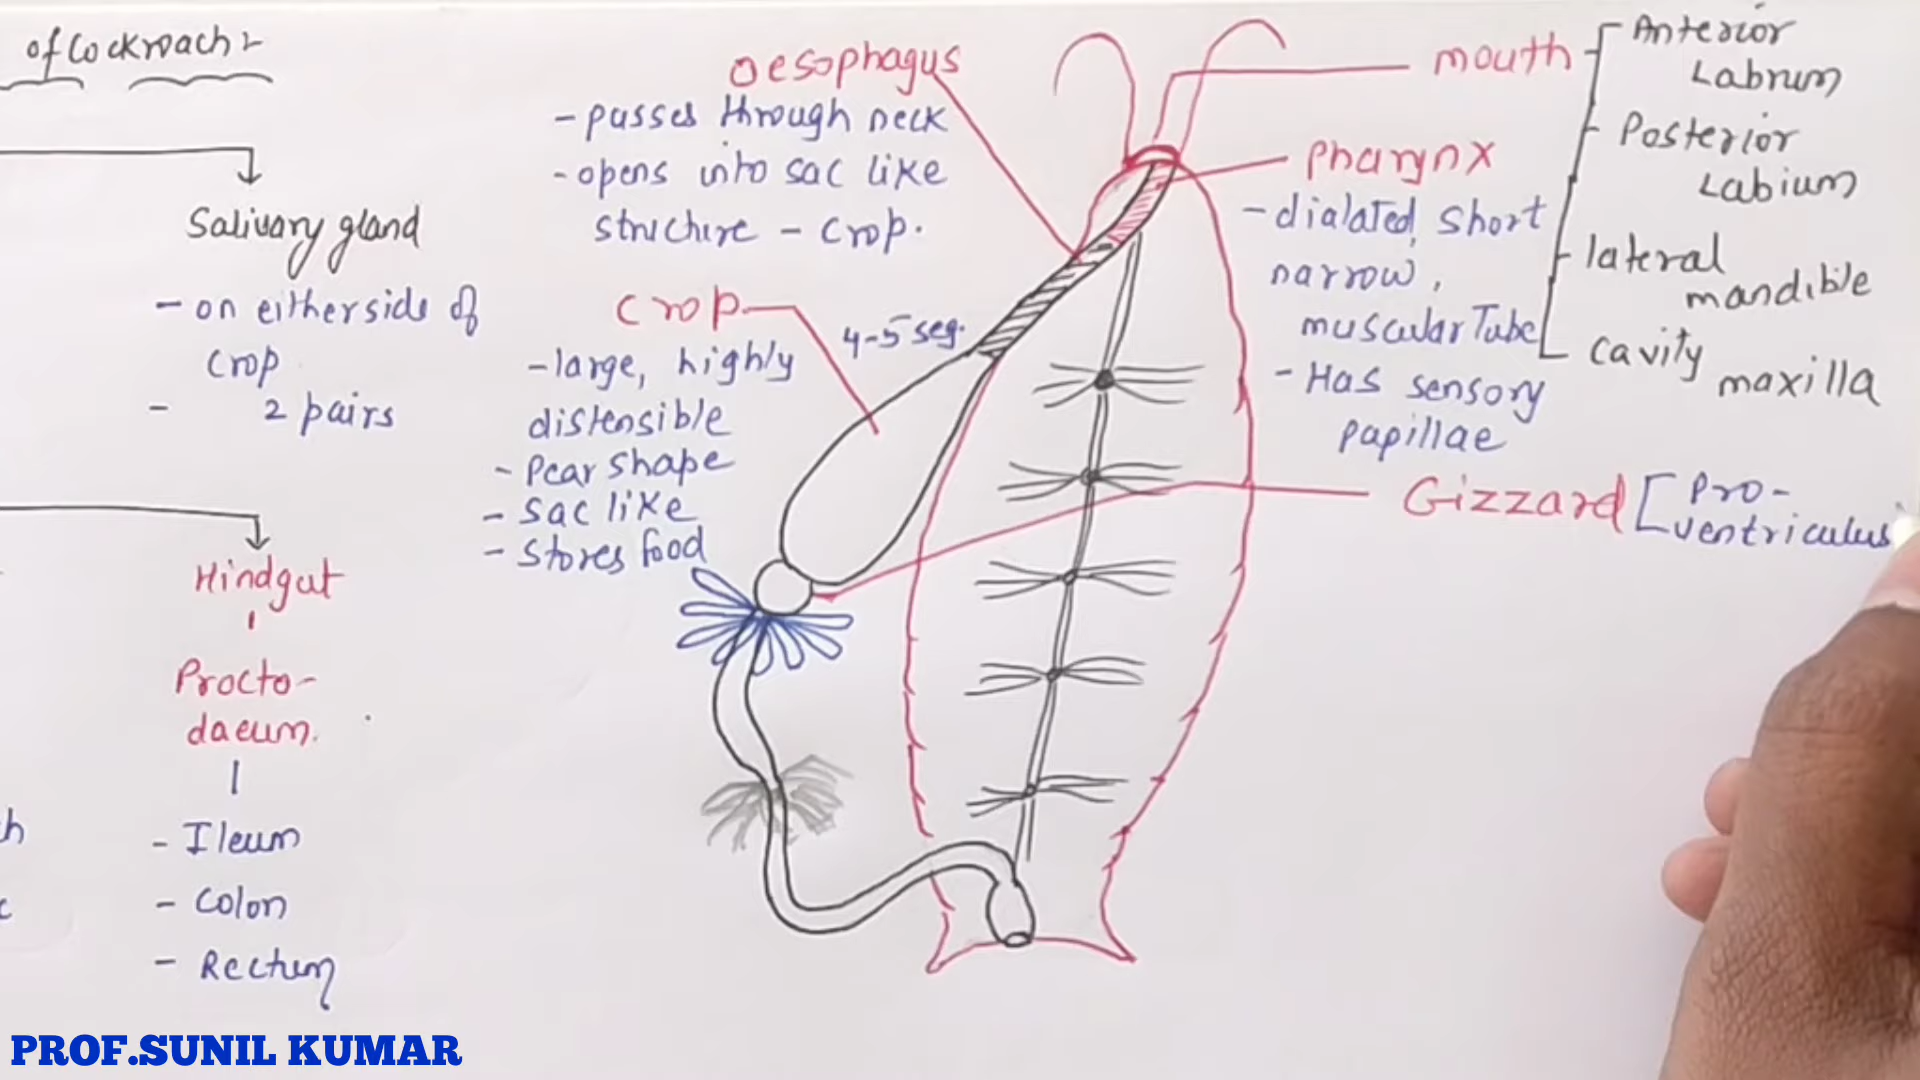 of Cockroach
Salivary gland
- on either side of
crop
- 2 pairs
Hindgut
Procto-
daeum.
- Ileum
- Colon
- Rectum
Oesophagus
- passes through neck
- opens into sac like
structure - crop.
Crop
4-5 seg.
- large, highly
distensible
- Pear shape
- Sac like
- Stores food
mouth
Anterior
Labrum
Posterior
Labium
lateral
mandible
cavity
maxilla
Pharynx
- dialated, short
narrow,
muscular Tube
- Has sensory
papillae
Gizzard [Pro-
ventriculus
PROF.SUNIL KUMAR